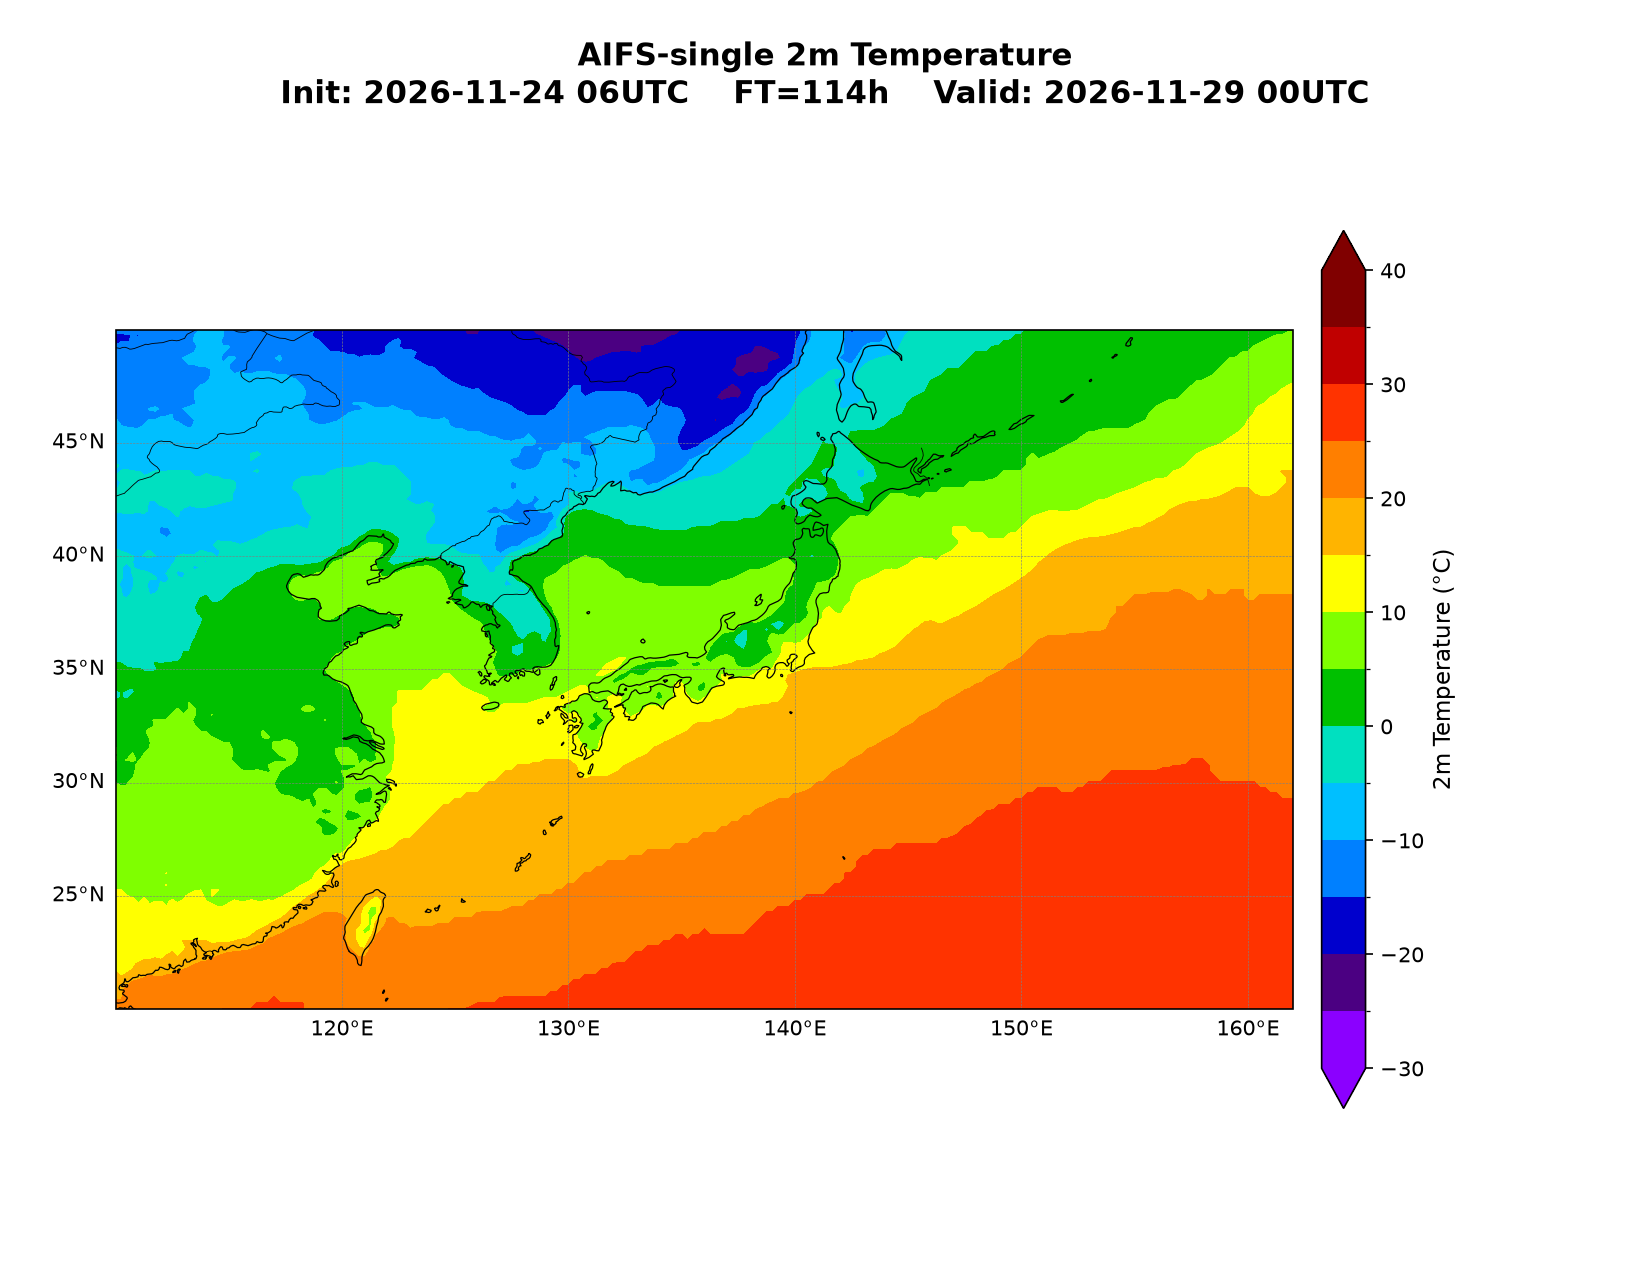 AIFS-single 2m Temperature
Init: 2026-11-24 06UTC    FT=114h    Valid: 2026-11-29 00UTC
45°N
40°N
35°N
30°N
25°N
120°E
130°E
140°E
150°E
160°E
40
30
20
10
0
−10
−20
−30
2m Temperature (°C)